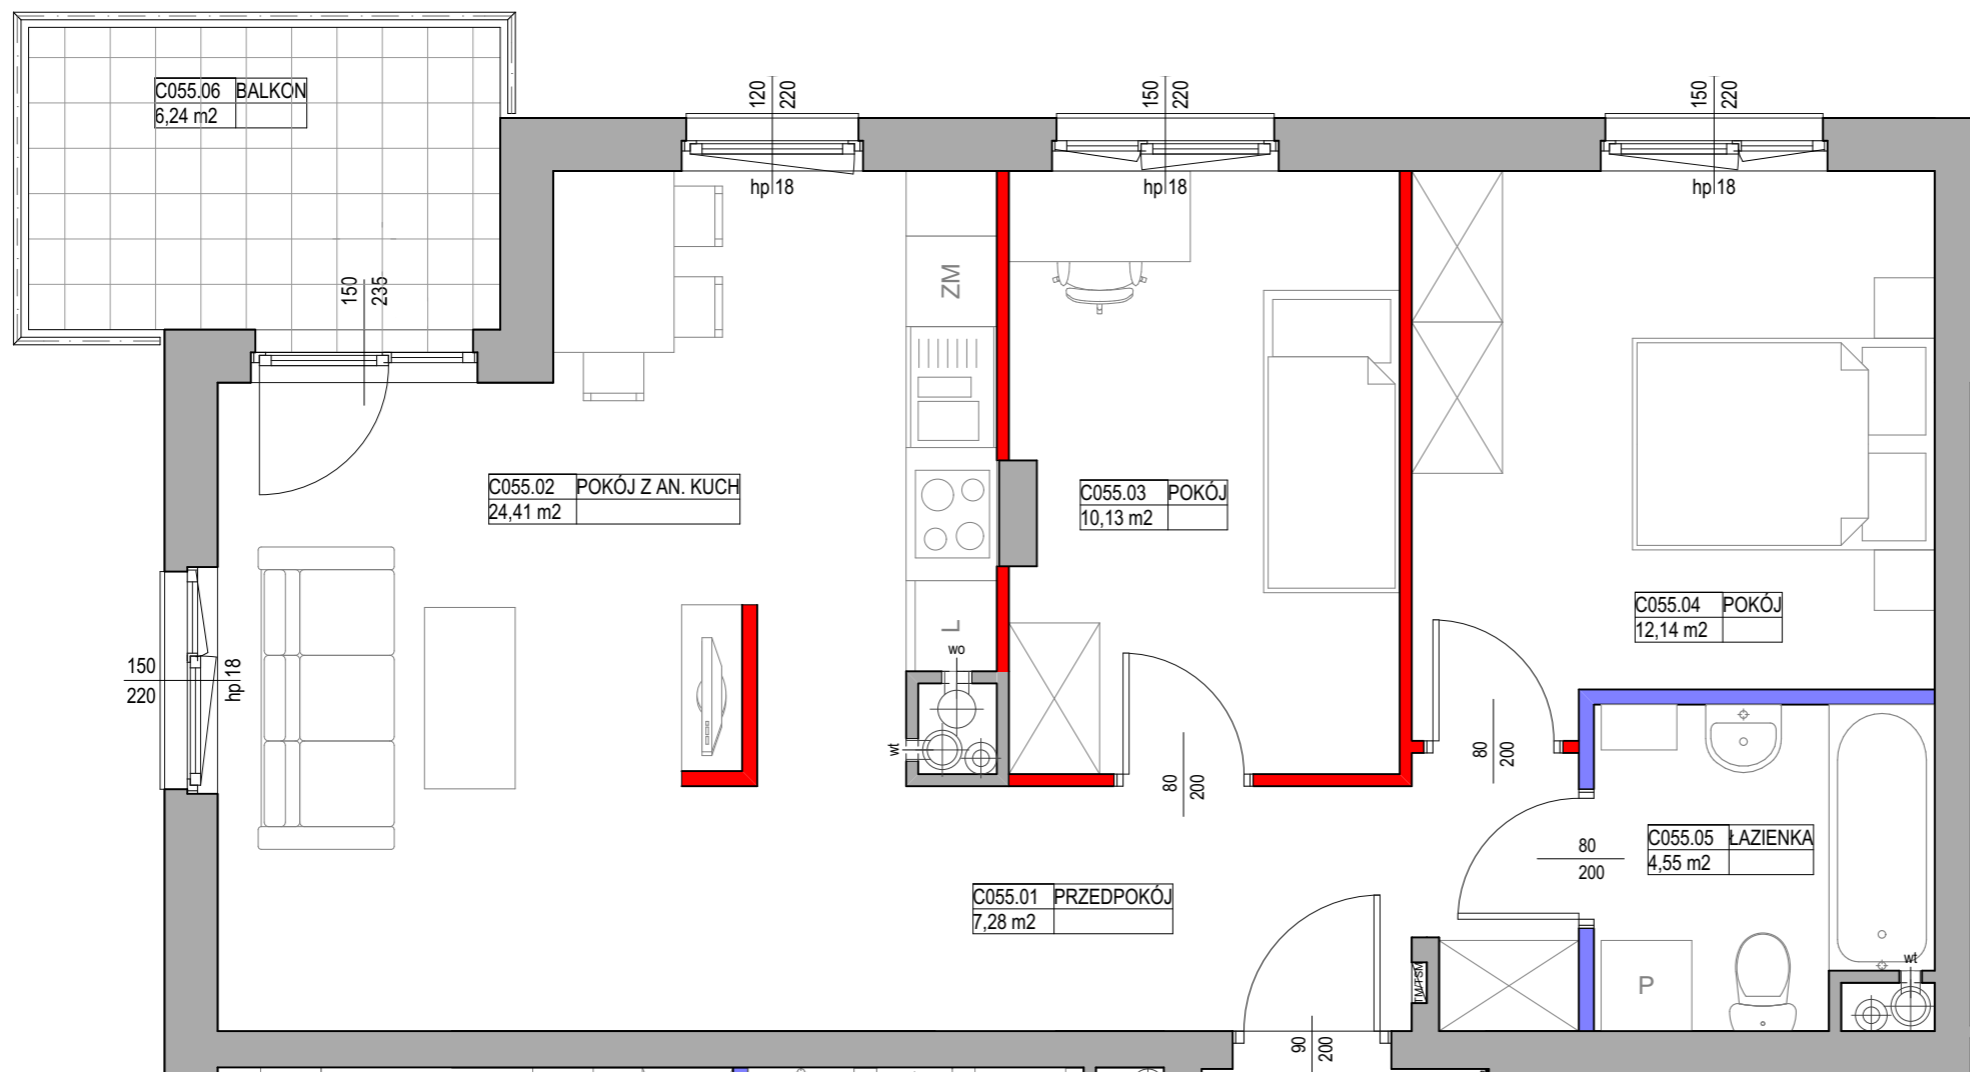 C055.06 BALKON
6,24 m2
120
220
hp 18
150
220
hp 18
150
220
hp 18
150
235
ZM
C055.02 POKÓJ Z AN. KUCH
24,41 m2
C055.03 POKÓJ
10,13 m2
C055.04 POKÓJ
12,14 m2
150
220
hp 18
L
wo
wt
80
200
80
200
80
200
C055.05 ŁAZIENKA
4,55 m2
C055.01 PRZEDPOKÓJ
7,28 m2
P
wt
90
200